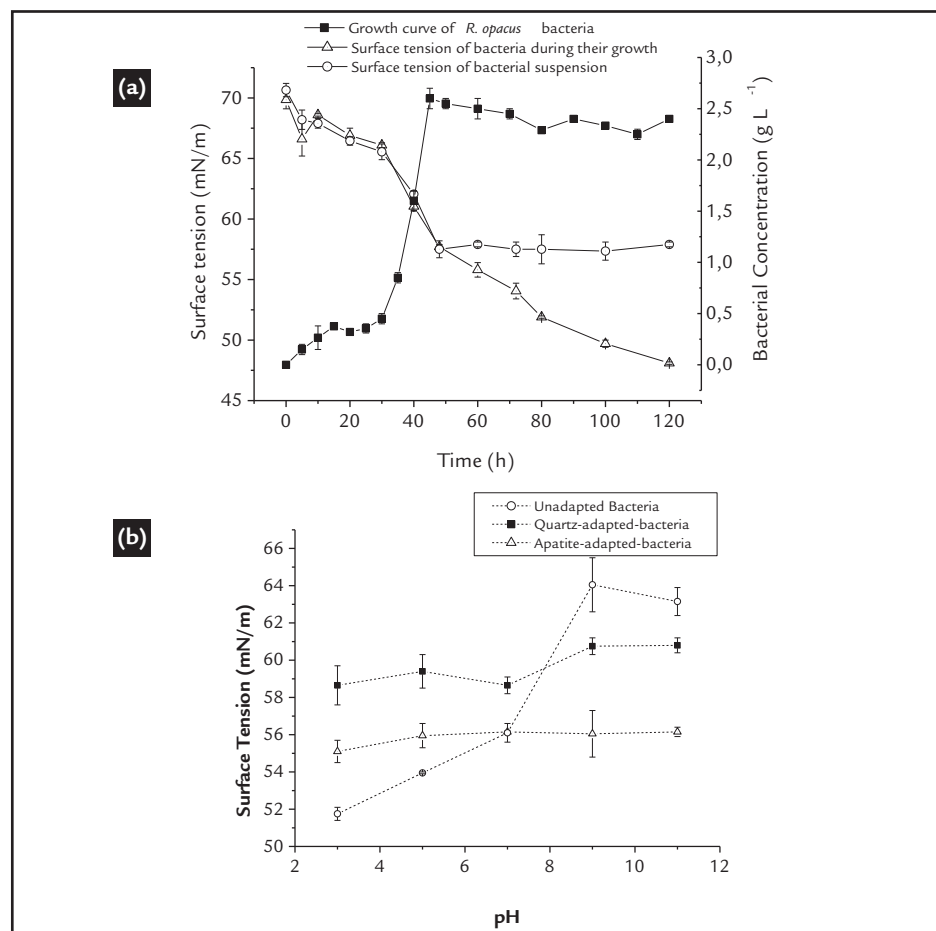 Growth curve of R. opacus bacteria
Surface tension of bacteria during their growth
Surface tension of bacterial suspension
(a)
Surface tension (mN/m)
70
65
60
55
50
45
3,0
2,5
2,0
1,5
1,0
0,5
0,0
Bacterial Concentration (g L -1)
0 20 40 60 80 100 120
Time (h)
(b)
Unadapted Bacteria
Quartz-adapted-bacteria
Apatite-adapted-bacteria
Surface Tension (mN/m)
66
64
62
60
58
56
54
52
50
2 4 6 8 10 12
pH